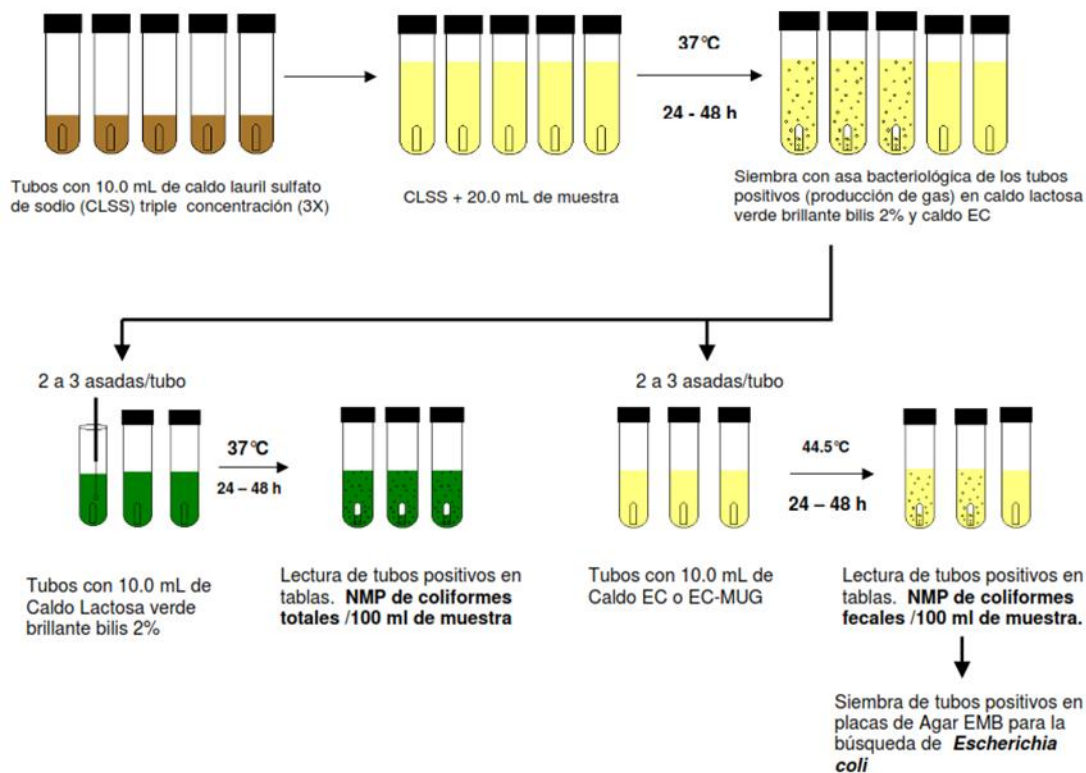 37°C
24 - 48 h
Tubos con 10.0 mL de caldo lauril sulfato
de sodio (CLSS) triple concentración (3X)
CLSS + 20.0 mL de muestra
Siembra con asa bacteriológica de los tubos
positivos (producción de gas) en caldo lactosa
verde brillante bilis 2% y caldo EC
2 a 3 asadas/tubo
37°C
24 – 48 h
Tubos con 10.0 mL de
Caldo Lactosa verde
brillante bilis 2%
Lectura de tubos positivos en
tablas. NMP de coliformes
totales /100 ml de muestra
2 a 3 asadas/tubo
44.5°C
24 – 48 h
Tubos con 10.0 mL de
Caldo EC o EC-MUG
Lectura de tubos positivos en
tablas. NMP de coliformes
fecales /100 ml de muestra.
Siembra de tubos positivos en
placas de Agar EMB para la
búsqueda de Escherichia
coli